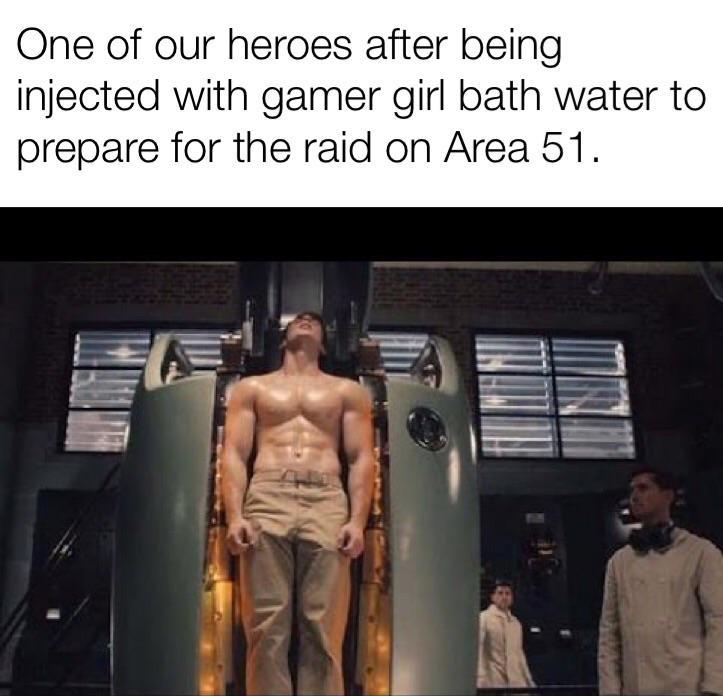 One of our heroes after being
injected with gamer girl bath water to
prepare for the raid on Area 51.